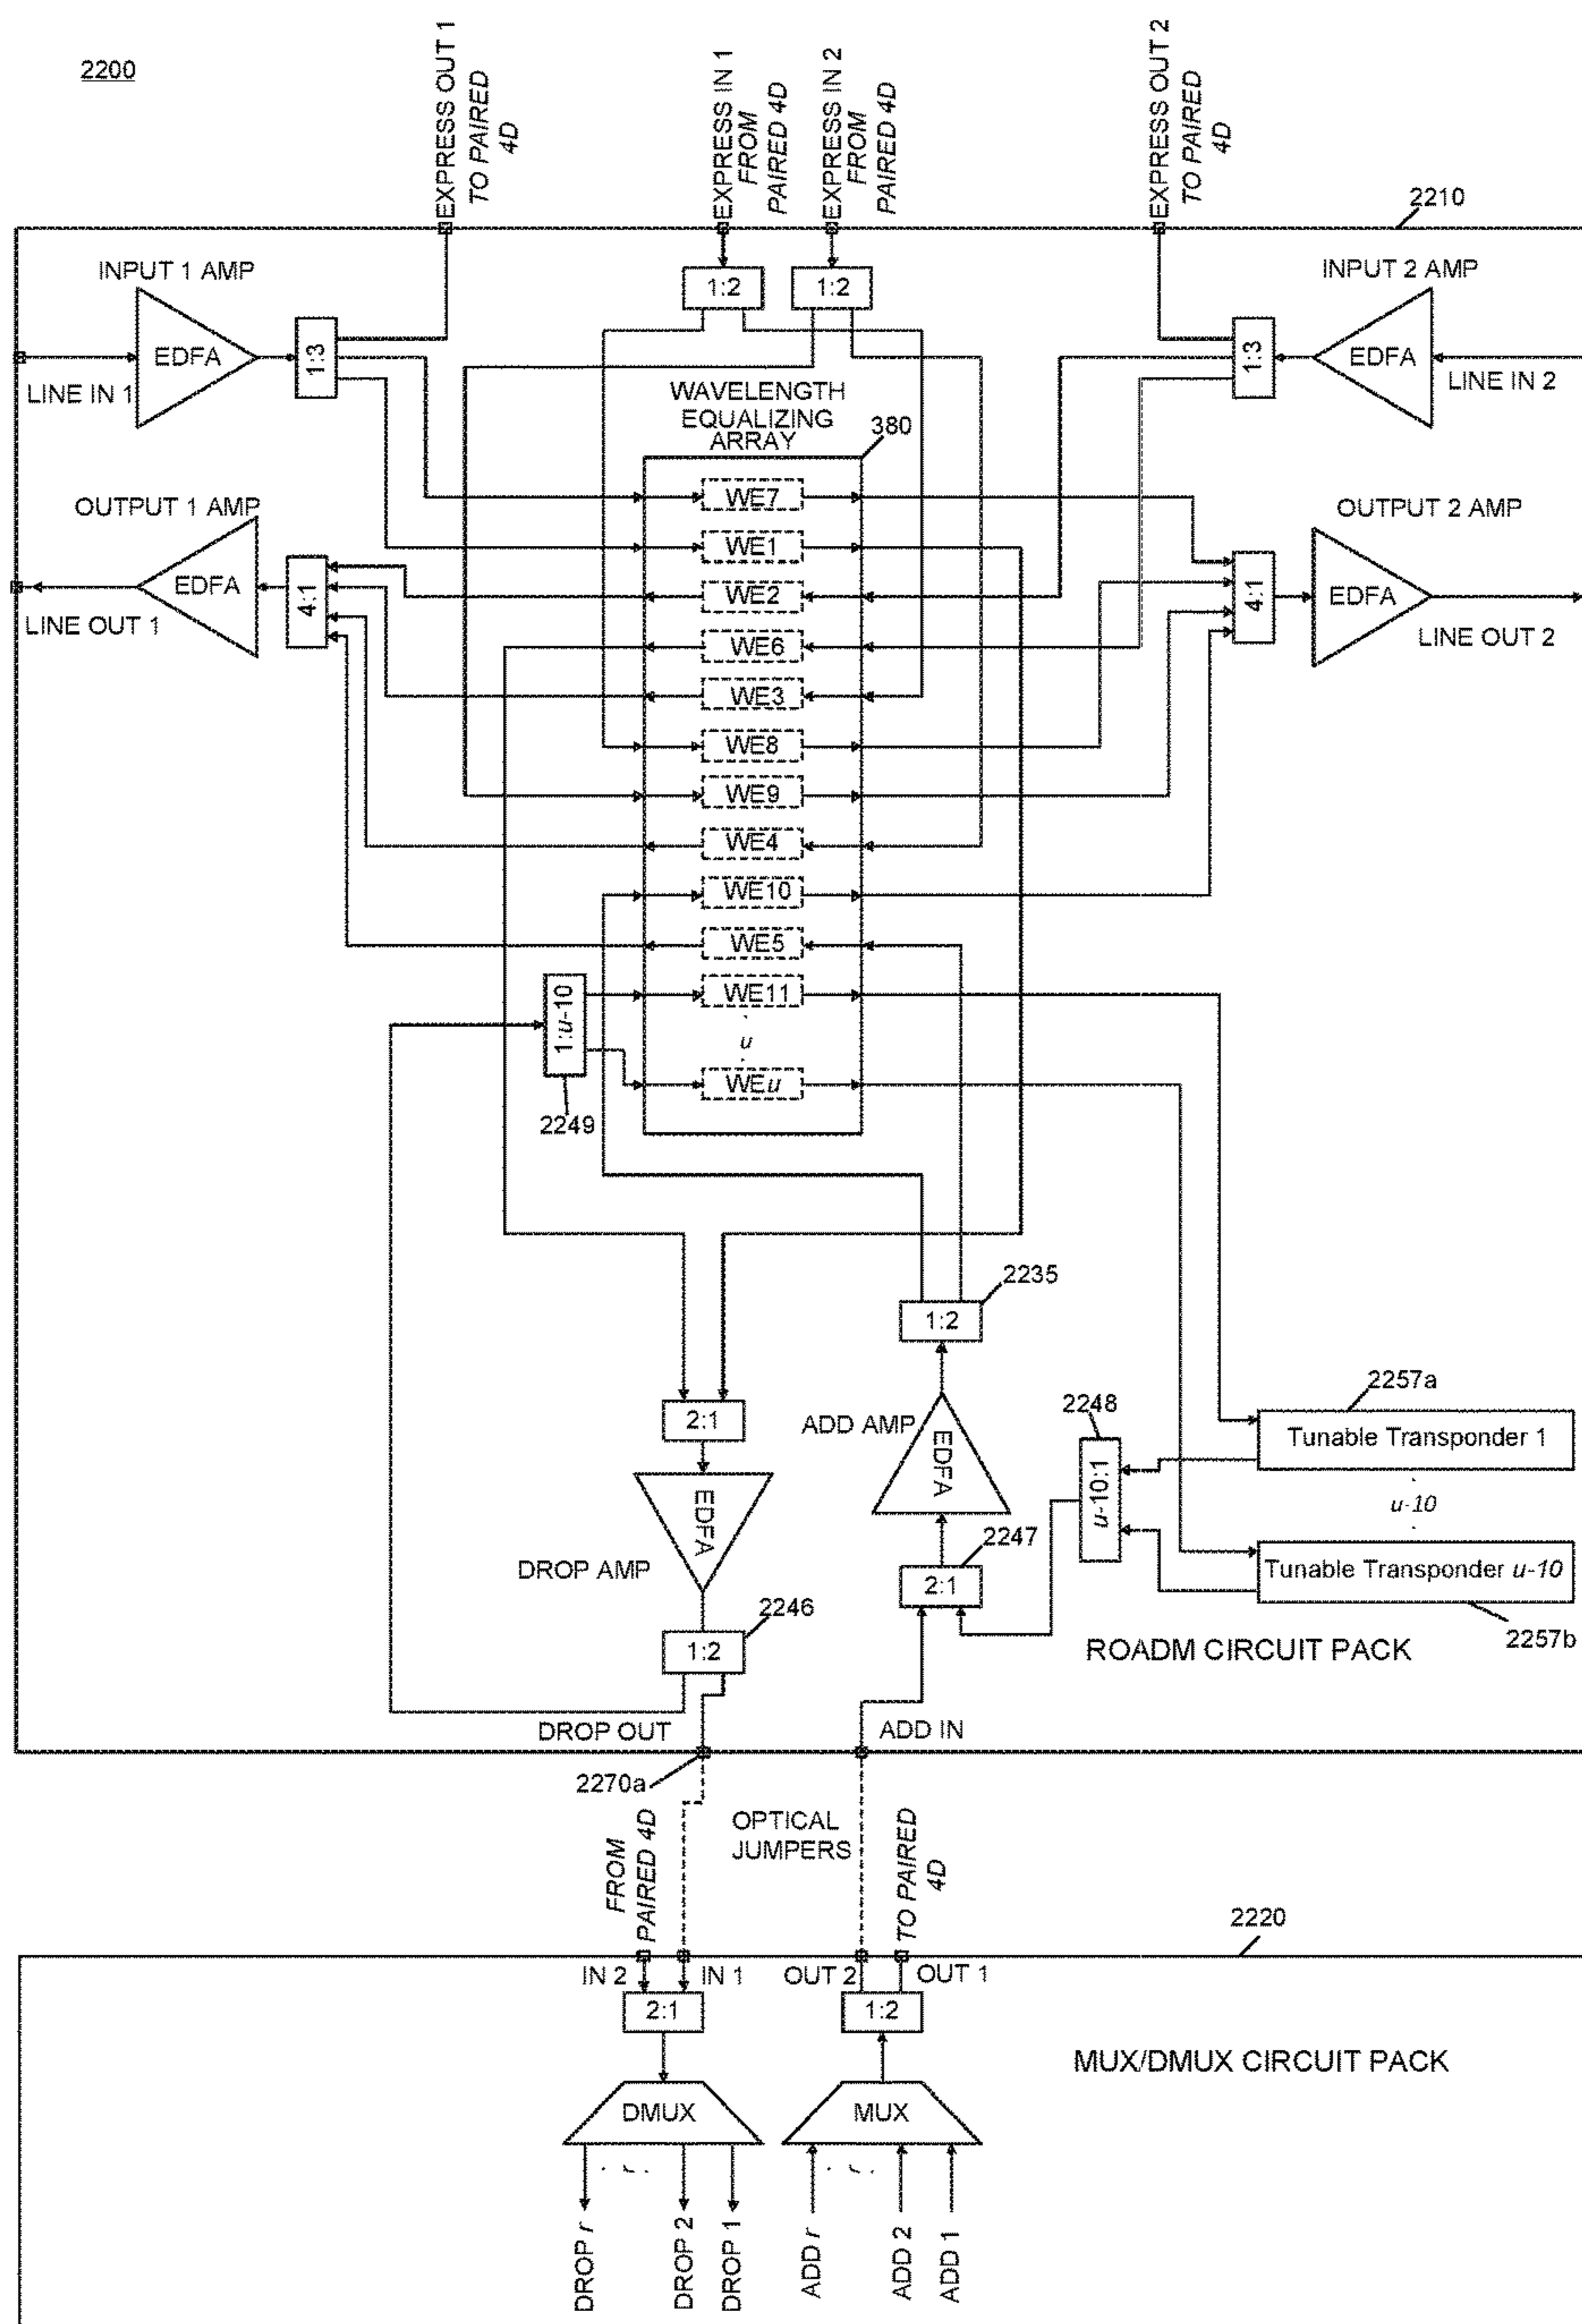 2200
EXPRESS OUT 1
TO PAIRED
4D
EXPRESS IN 1
FROM
PAIRED 4D
EXPRESS IN 2
FROM
PAIRED 4D
EXPRESS OUT 2
TO PAIRED
4D
2210
INPUT 1 AMP
EDFA
LINE IN 1
1:3
1:2
1:2
INPUT 2 AMP
1:3
EDFA
LINE IN 2
WAVELENGTH
EQUALIZING
ARRAY
380
OUTPUT 1 AMP
EDFA
LINE OUT 1
4:1
OUTPUT 2 AMP
4:1
EDFA
LINE OUT 2
WE7
WE1
WE2
WE6
WE3
WE8
WE9
WE4
WE10
WE5
WE11
u
WEu
1:u-10
2249
2235
1:2
2:1
EDFA
DROP AMP
2246
1:2
ADD AMP
EDFA
2247
2:1
2248
u-10:1
2257a
Tunable Transponder 1
u-10
Tunable Transponder u-10
2257b
ROADM CIRCUIT PACK
DROP OUT
ADD IN
2270a
OPTICAL
JUMPERS
FROM
PAIRED 4D
TO PAIRED
4D
2220
IN 2
IN 1
OUT 2
OUT 1
2:1
1:2
MUX/DMUX CIRCUIT PACK
DMUX
MUX
r
r
DROP r
DROP 2
DROP 1
ADD r
ADD 2
ADD 1